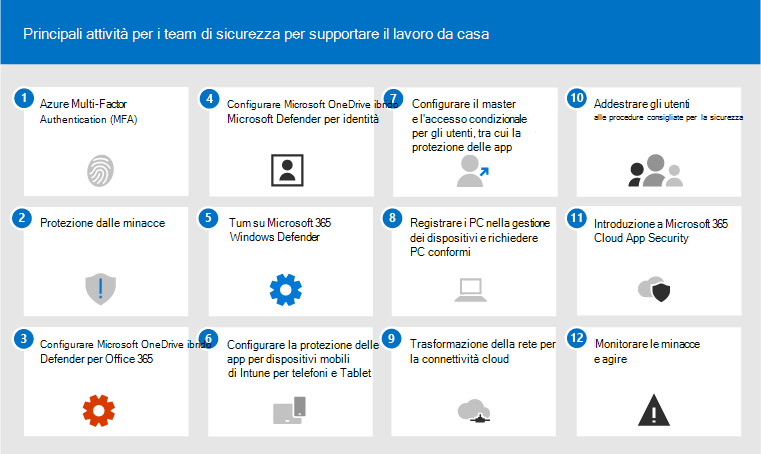 Principali attività per i team di sicurezza per supportare il lavoro da casa
1
Azure Multi-Factor
Authentication (MFA)
2
Protezione dalle minacce
3
Configurare Microsoft OneDrive ibrido
Defender per Office 365
4
Configurare Microsoft OneDrive ibrido
Microsoft Defender per identità
5
Tum su Microsoft 365
Windows Defender
6
Configurare la protezione delle
app per dispositivi mobili
di Intune per telefoni e Tablet
7
Configurare il master
e l'accesso condizionale
per gli utenti, tra cui la
protezione delle app
8
Registrare i PC nella gestione
dei dispositivi e richiedere
PC conformi
9
Trasformazione della rete per
la connettività cloud
10
Addestrare gli utenti
alle procedure consigliate per la sicurezza
11
Introduzione a Microsoft 365
Cloud App Security
12
Monitorare le minacce
e agire